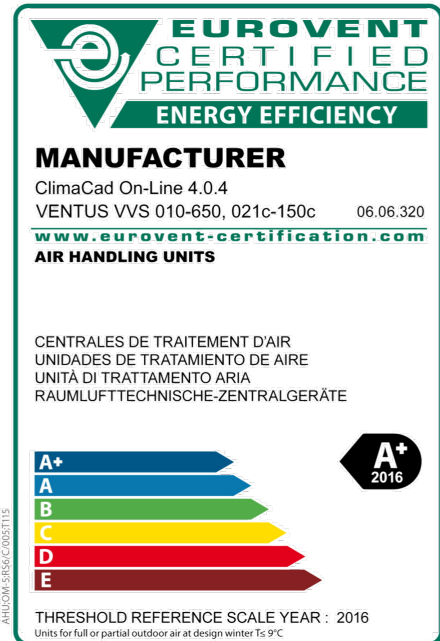 EUROVENT
CERTIFIED
PERFORMANCE
ENERGY EFFICIENCY
MANUFACTURER
ClimaCad On-Line 4.0.4
VENTUS VVS 010-650, 021c-150c 06.06.320
www.eurovent-certification.com
AIR HANDLING UNITS
CENTRALES DE TRAITEMENT D'AIR
UNIDADES DE TRATAMIENTO DE AIRE
UNITÀ DI TRATTAMENTO ARIA
RAUMLUFTTECHNISCHE-ZENTRALGERÄTE
A+
A
B
C
D
E
A+
2016
THRESHOLD REFERENCE SCALE YEAR : 2016
Units for full or partial outdoor air at design winter T≤ 9°C
AHU:OM-5:RS6/C/005:T115